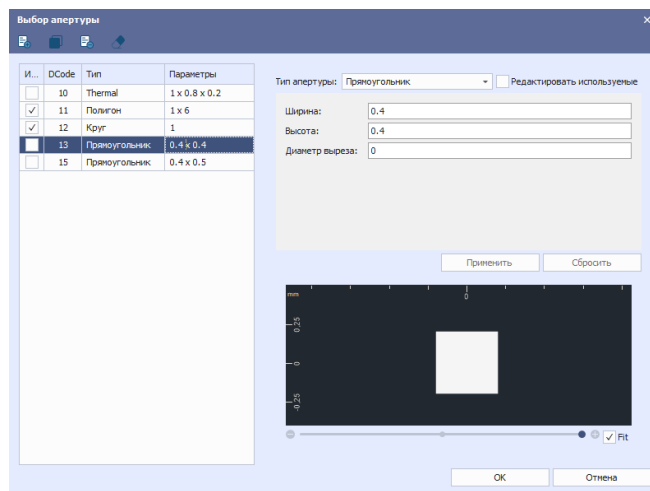 Выбор апертуры
И... DCode Тип Параметры
10 Thermal 1 x 0.8 x 0.2
11 Полигон 1 x 6
12 Круг 1
13 Прямоугольник 0.4 x 0.4
15 Прямоугольник 0.4 x 0.5
Тип апертуры: Прямоугольник Редактировать используемые
Ширина: 0.4
Высота: 0.4
Диаметр выреза: 0
Применить Сбросить
mm
0
0,25
0
-0,25
Fit
OK Отмена